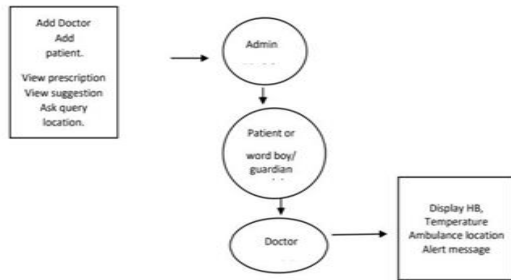 Add Doctor
Add
patient.
View prescription
View suggestion
Ask query
location.
Admin
Patient or
word boy/
guardian
Doctor
Display HB,
Temperature
Ambulance location
Alert message